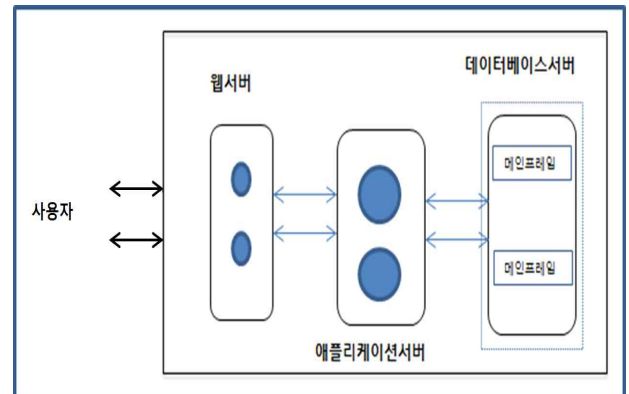 데이터베이스서버
웹서버
메인프레임
사용자
메인프레임
애플리케이션서버